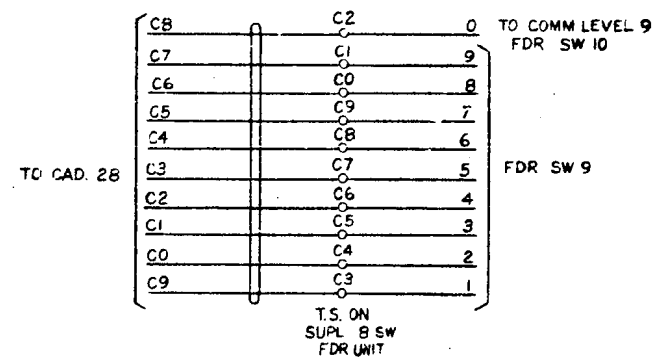 C8 C2 0 TO COMM LEVEL 9
FDR SW 10
C7 C1 9
C6 C0 8
C5 C9 7
C4 C8 6
TO CAD. 28 C3 C7 5 FDR SW 9
C2 C6 4
C1 C5 3
C0 C4 2
C9 C3 1
T.S. ON
SUPL 8 SW
FDR UNIT